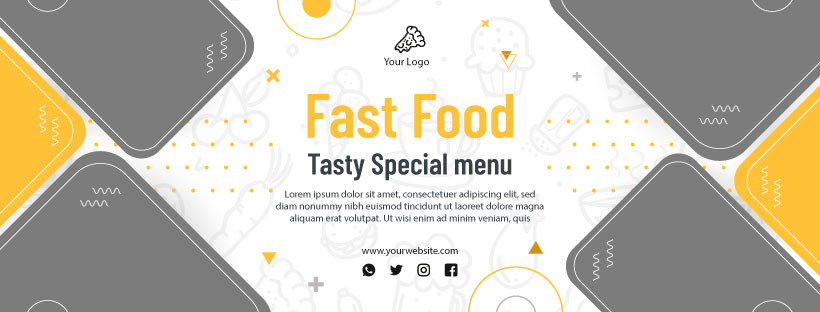 Your Logo
Fast Food
Tasty Special menu
Lorem ipsum dolor sit amet, consectetuer adipiscing elit, sed
diam nonummy nibh euismod tincidunt ut laoreet dolore magna
aliquam erat volutpat. Ut wisi enim ad minim veniam, quis
www.yourwebsite.com